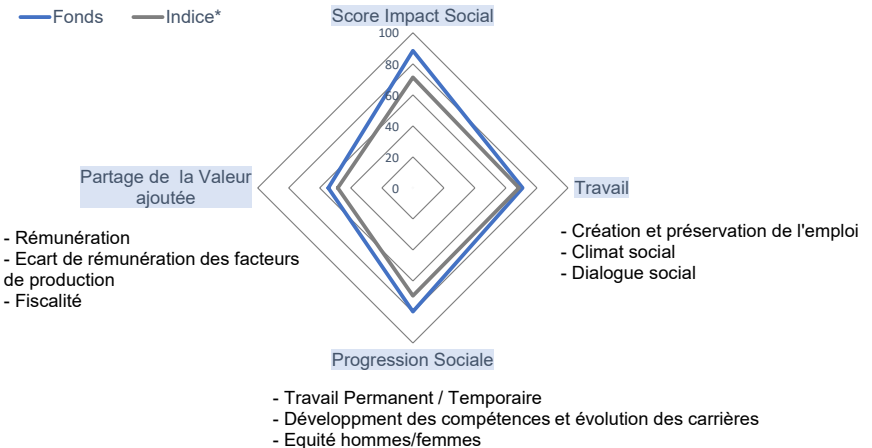 Fonds
Indice*
Score Impact Social
100
80
60
40
20
0
Partage de la Valeur
ajoutée
Travail
- Rémunération
- Ecart de rémunération des facteurs
de production
- Fiscalité
- Création et préservation de l'emploi
- Climat social
- Dialogue social
Progression Sociale
- Travail Permanent / Temporaire
- Développment des compétences et évolution des carrières
- Equité hommes/femmes